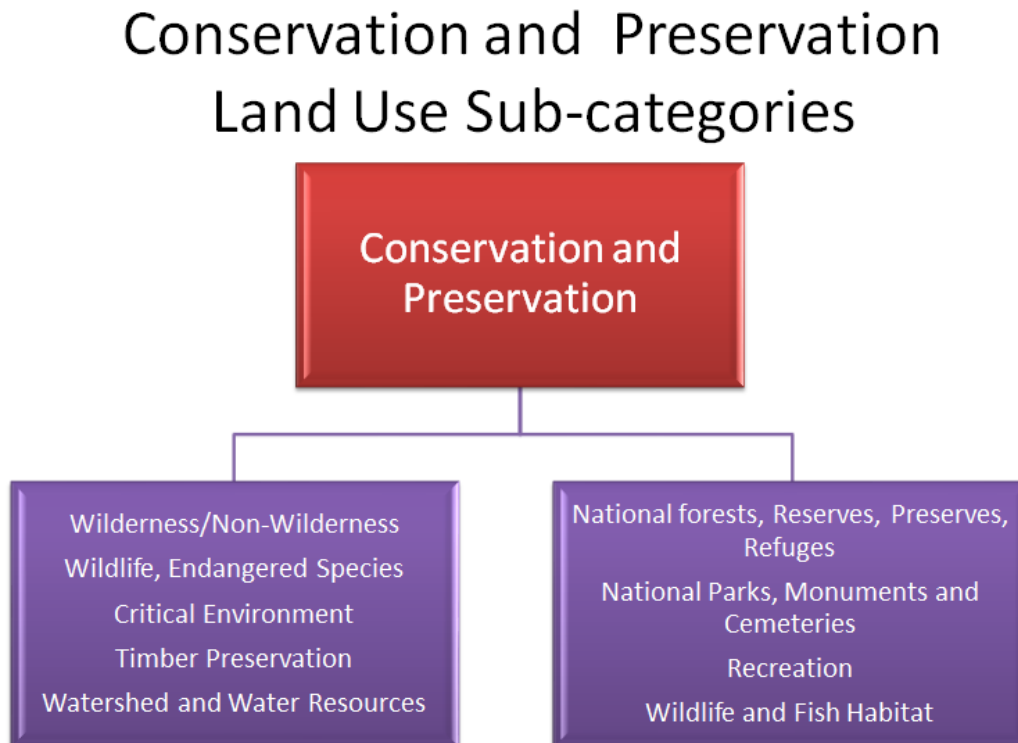 Conservation and Preservation
Land Use Sub-categories
Conservation and
Preservation
Wilderness/Non-Wilderness
Wildlife, Endangered Species
Critical Environment
Timber Preservation
Watershed and Water Resources
National forests, Reserves, Preserves,
Refuges
National Parks, Monuments and
Cemeteries
Recreation
Wildlife and Fish Habitat